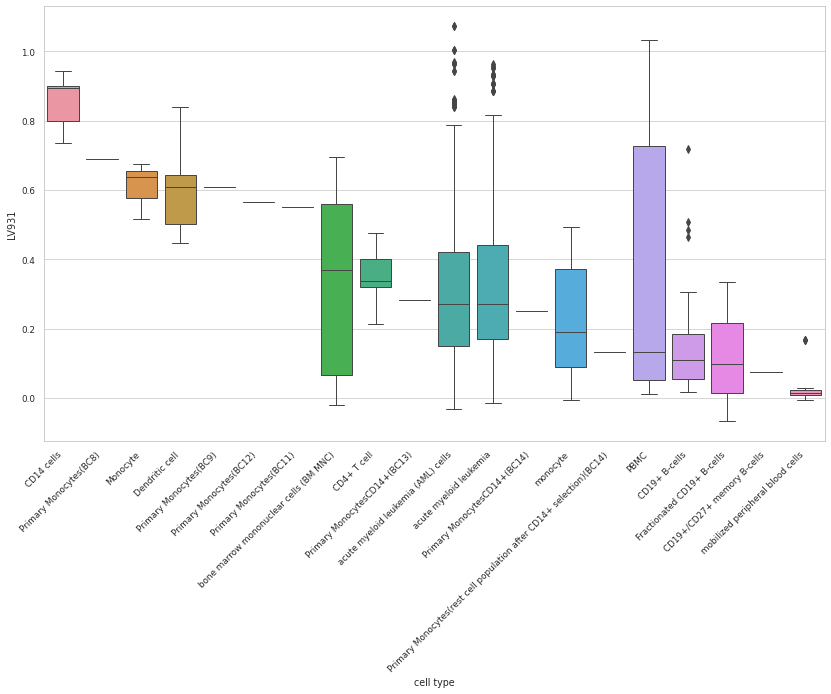 1.0
0.8
0.6
0.4
0.2
0.0
LV931
CD14 cells
Primary Monocytes(BC8)
Monocyte
Dendritic cell
Primary Monocytes(BC9)
Primary Monocytes(BC12)
Primary Monocytes(BC11)
bone marrow mononuclear cells (BM MNC)
CD4+ T cell
Primary MonocytesCD14+(BC13)
acute myeloid leukemia (AML) cells
acute myeloid leukemia
Primary MonocytesCD14+(BC14)
monocyte
Primary Monocytes(rest cell population after CD14+ selection)(BC14)
PBMC
CD19+ B-cells
Fractionated CD19+ B-cells
CD19+/CD27+ memory B-cells
mobilized peripheral blood cells
cell type